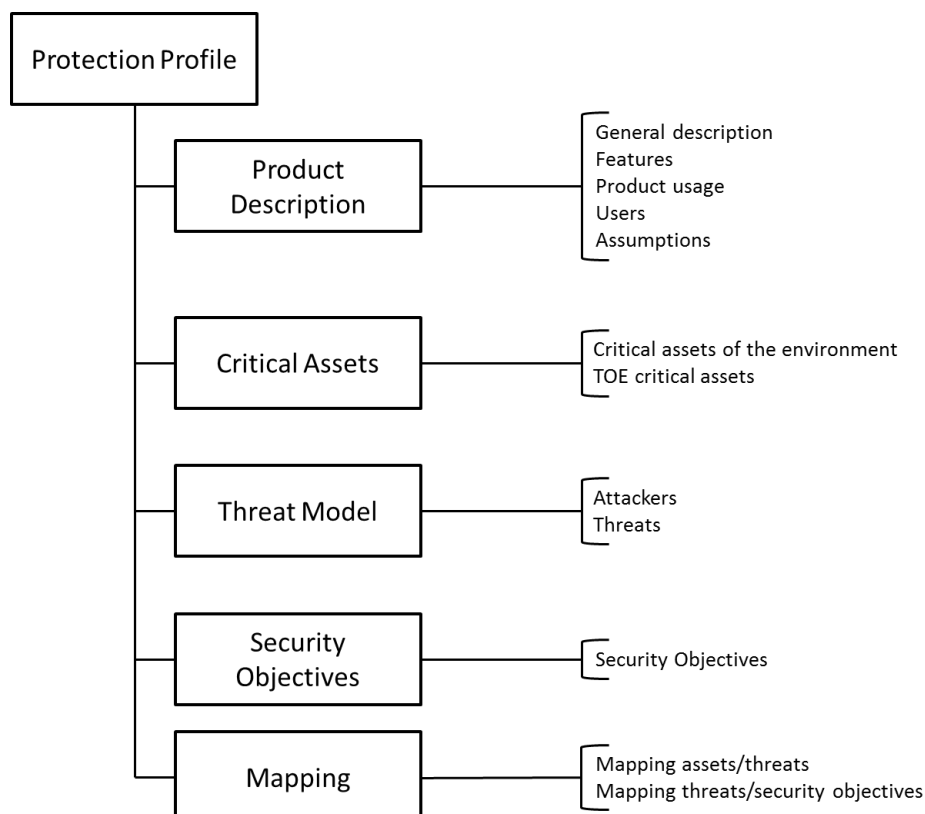 Protection Profile
Product
Description
General description
Features
Product usage
Users
Assumptions
Critical Assets
Critical assets of the environment
TOE critical assets
Threat Model
Attackers
Threats
Security
Objectives
Security Objectives
Mapping
Mapping assets/threats
Mapping threats/security objectives